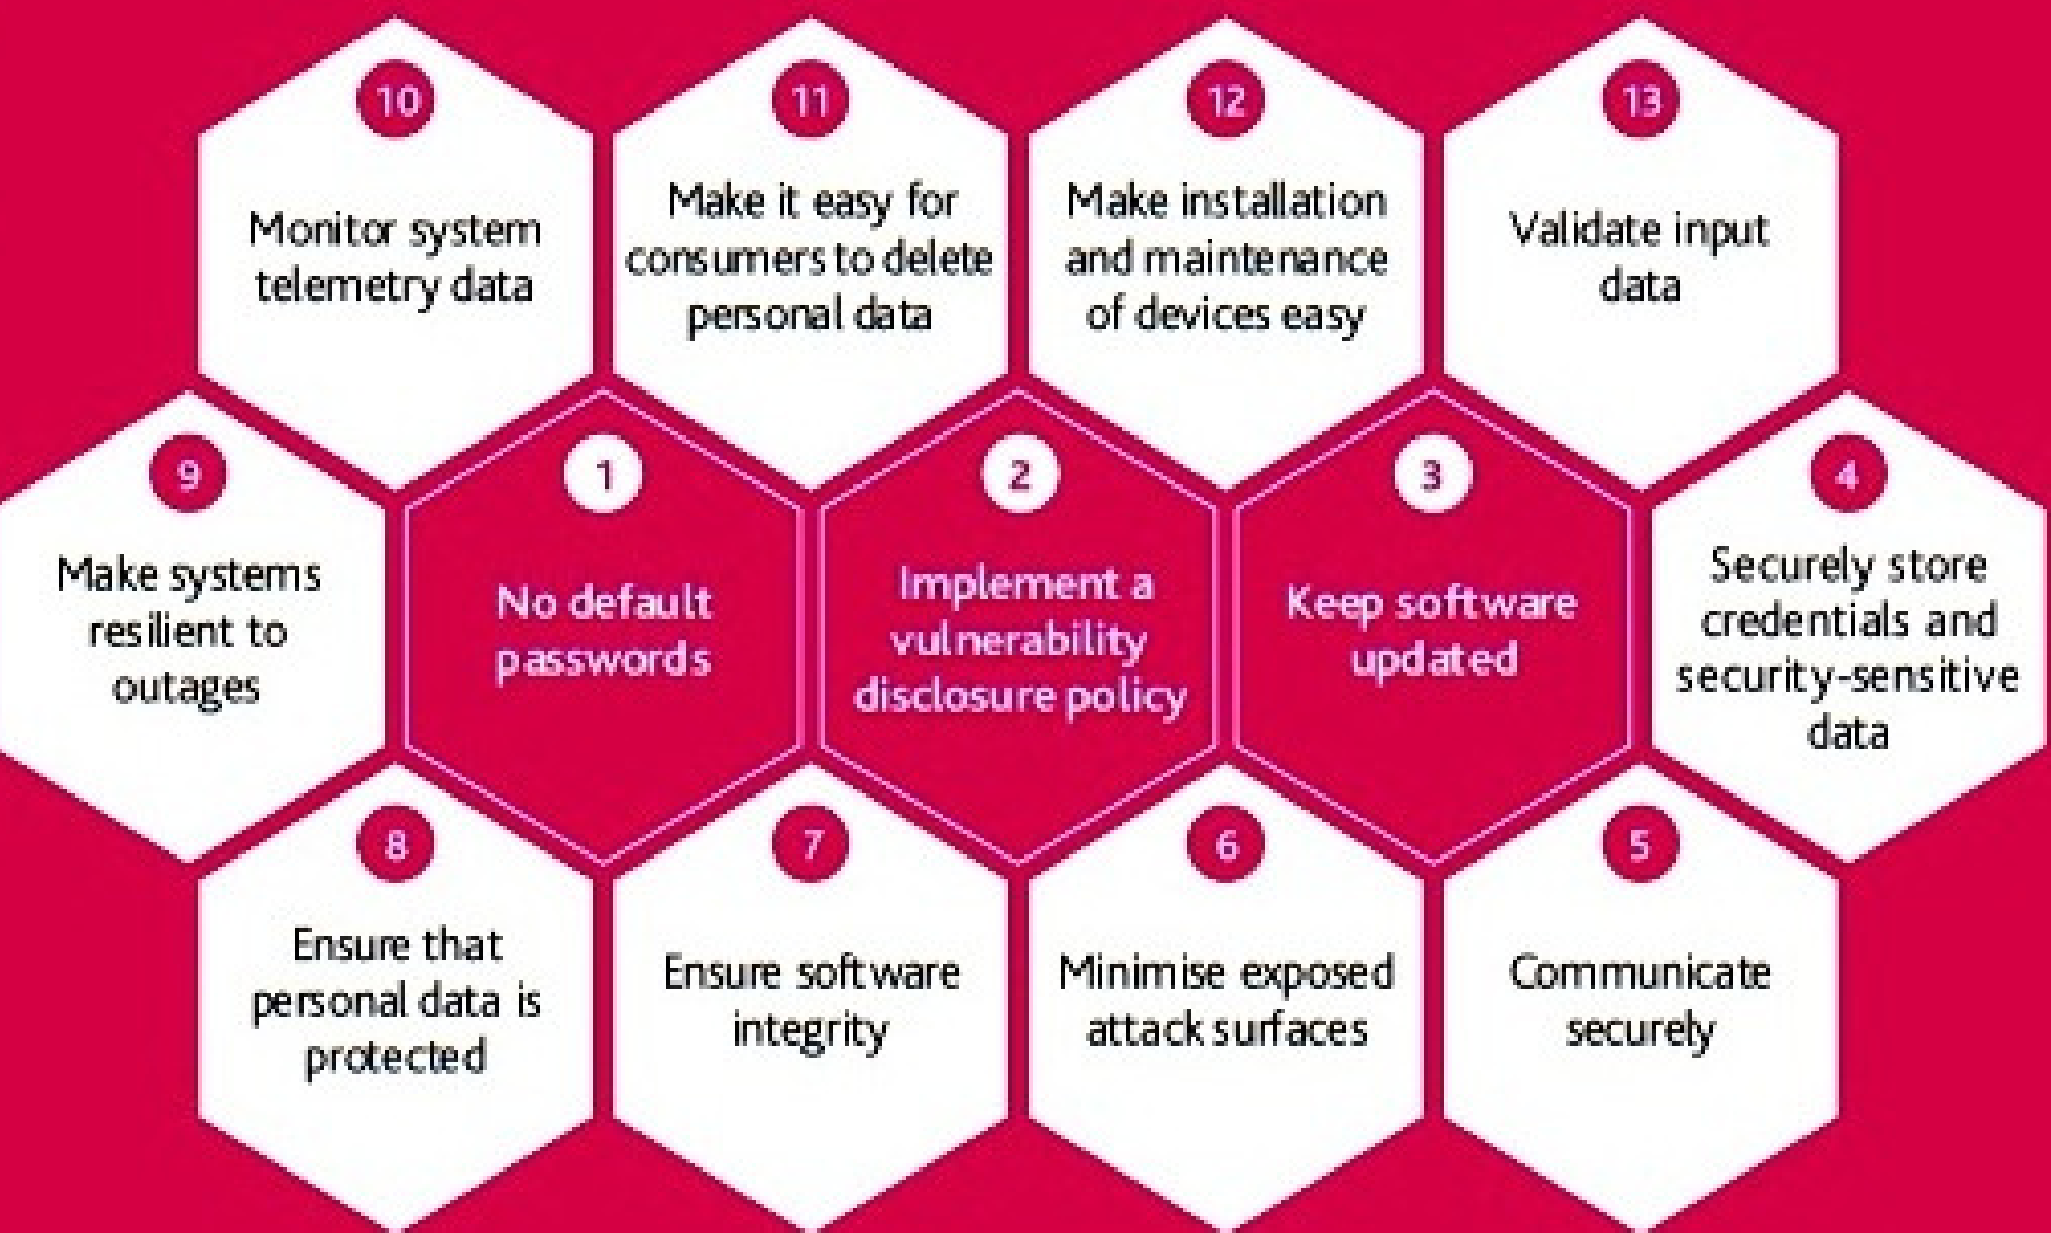 10
Monitor system
telemetry data
11
Make it easy for
consumers to delete
personal data
12
Make installation
and maintenance
of devices easy
13
Validate input
data
9
Make systems
resilient to
outages
1
No default
passwords
2
Implement a
vulnerability
disclosure policy
3
Keep software
updated
4
Securely store
credentials and
security-sensitive
data
8
Ensure that
personal data is
protected
7
Ensure software
integrity
6
Minimise exposed
attack surfaces
5
Communicate
securely